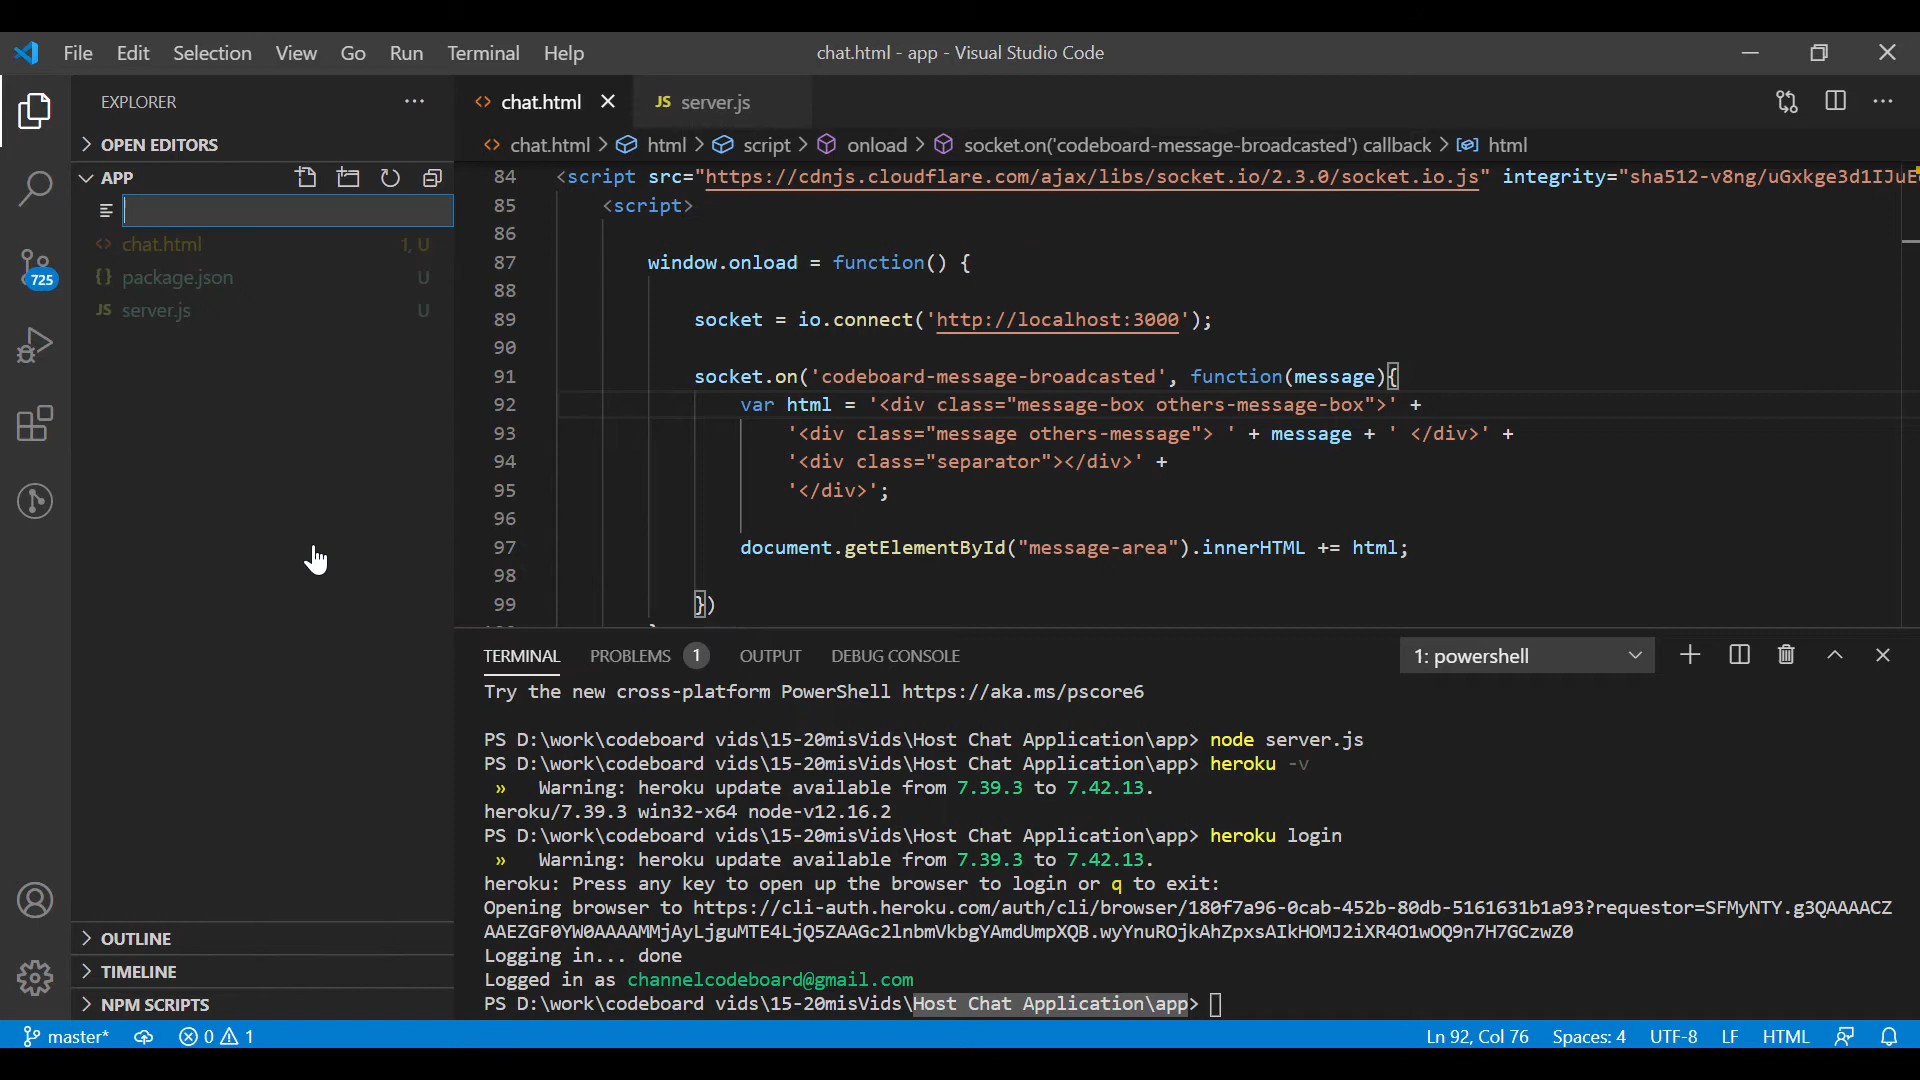 File Edit Selection View Go Run Terminal Help
chat.html - app - Visual Studio Code
EXPLORER
OPEN EDITORS
APP
chat.html 1, U
package.json U
server.js U
725
OUTLINE
TIMELINE
NPM SCRIPTS
chat.html
JS server.js
chat.html > html > script > onload > socket.on('codeboard-message-broadcasted') callback > html
84 <script src="https://cdnjs.cloudflare.com/ajax/libs/socket.io/2.3.0/socket.io.js" integrity="sha512-v8ng/uGxkge3d1IJuE
85 <script>
86
87 window.onload = function() {
88
89 socket = io.connect('http://localhost:3000');
90
91 socket.on('codeboard-message-broadcasted', function(message){
92 var html = '<div class="message-box others-message-box">' +
93 '<div class="message others-message"> ' + message + ' </div>' +
94 '<div class="separator"></div>' +
95 '</div>';
96
97 document.getElementById("message-area").innerHTML += html;
98
99 })
TERMINAL PROBLEMS 1 OUTPUT DEBUG CONSOLE
1: powershell
Try the new cross-platform PowerShell https://aka.ms/pscore6
PS D:\work\codeboard vids\15-20misVids\Host Chat Application\app> node server.js
PS D:\work\codeboard vids\15-20misVids\Host Chat Application\app> heroku -v
» Warning: heroku update available from 7.39.3 to 7.42.13.
heroku/7.39.3 win32-x64 node-v12.16.2
PS D:\work\codeboard vids\15-20misVids\Host Chat Application\app> heroku login
» Warning: heroku update available from 7.39.3 to 7.42.13.
heroku: Press any key to open up the browser to login or q to exit:
Opening browser to https://cli-auth.heroku.com/auth/cli/browser/180f7a96-0cab-452b-80db-5161631b1a93?requestor=SFMyNTY.g3QAAAACZ
AAEZGF0YW0AAAAMMjAyLjguMTE4LjQ5ZAAGc2lnbmVkbgYAmdUmpXQB.wyYnuROjkAhZpxsAIkHOMJ2iXR4O1wOQ9n7H7GCzwZ0
Logging in... done
Logged in as channelcodeboard@gmail.com
PS D:\work\codeboard vids\15-20misVids\Host Chat Application\app>
master* 0 1
Ln 92, Col 76 Spaces: 4 UTF-8 LF HTML